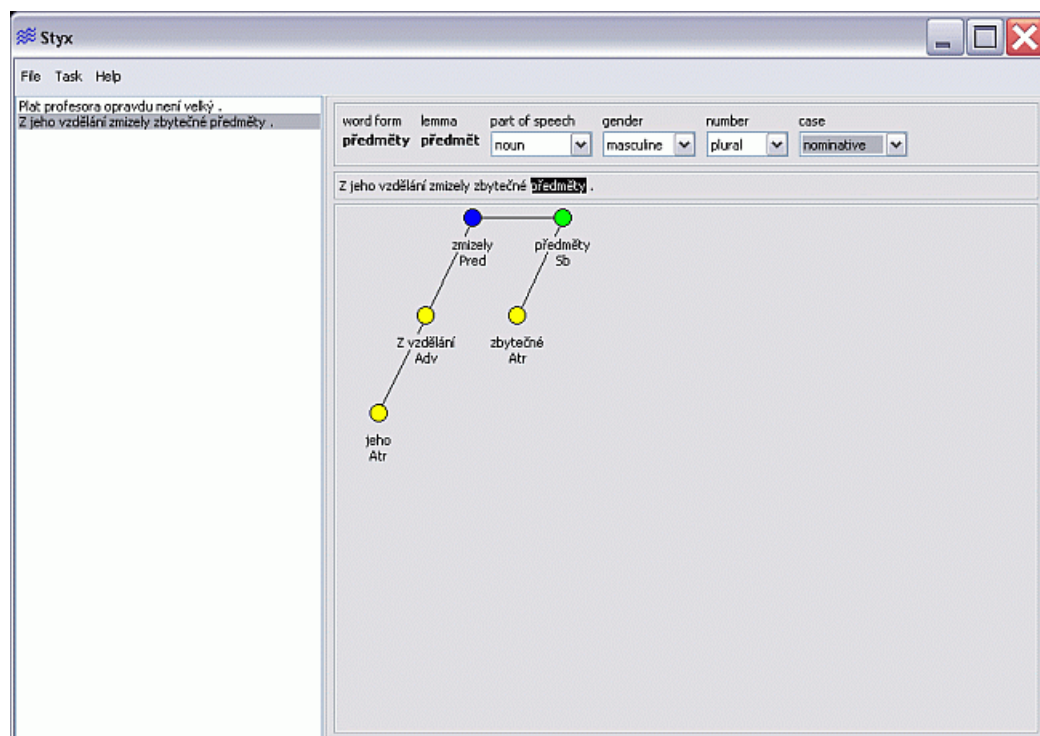 Styx
File Task Help
Plat profesora opravdu není velký .
Z jeho vzdělání zmizely zbytečné předměty .
word form lemma part of speech gender number case
předměty předmět noun masculine plural nominative
Z jeho vzdělání zmizely zbytečné předměty .
zmizely předměty
Pred Sb
Z vzdělání zbytečné
Adv Atr
jeho
Atr